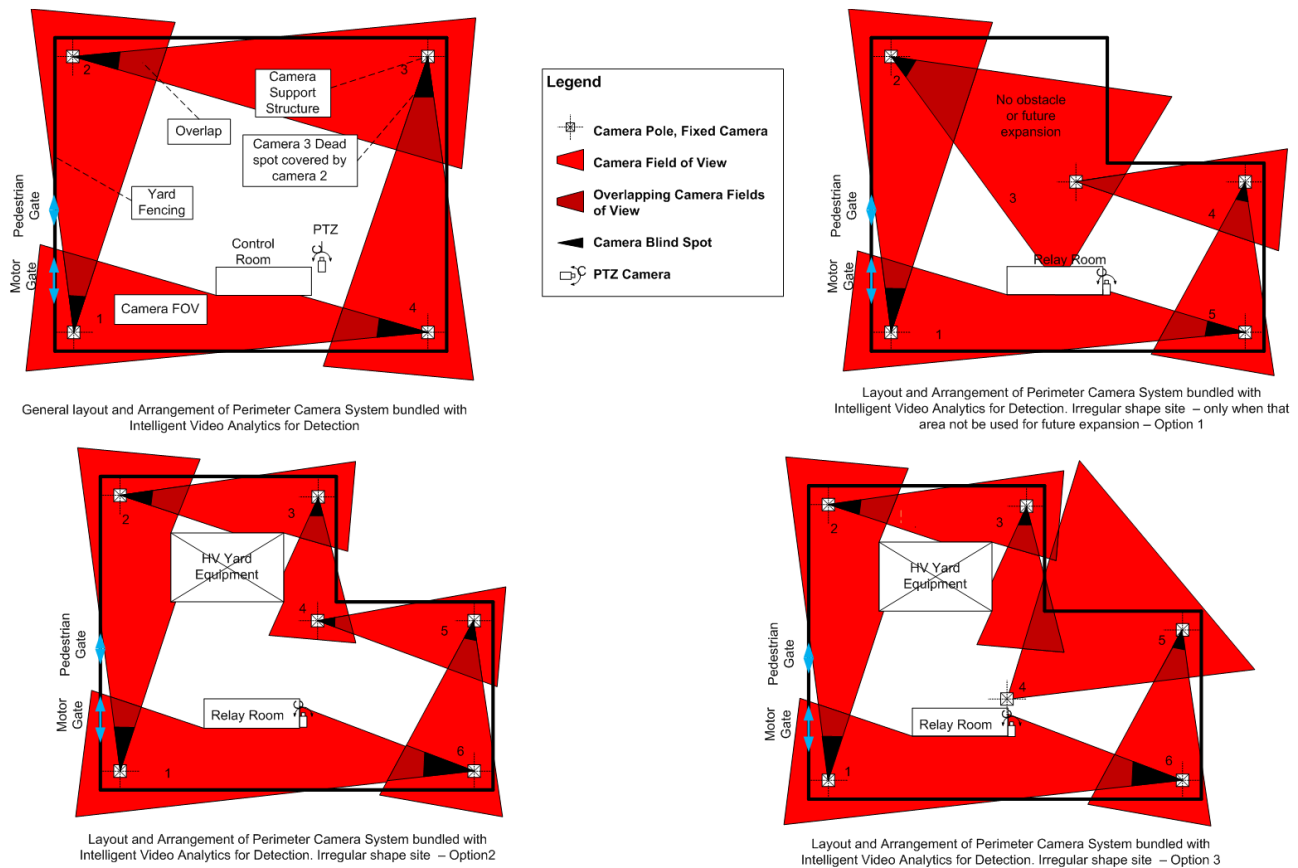 2
3
Camera
Support
Structure
Overlap
Camera 3 Dead
spot covered by
camera 2
Yard
Fencing
Pedestrian
Gate
Motor
Gate
Control
Room
PTZ
Camera FOV
1
4
General layout and Arrangement of Perimeter Camera System bundled with
Intelligent Video Analytics for Detection
Legend
Camera Pole, Fixed Camera
Camera Field of View
Overlapping Camera Fields
of View
Camera Blind Spot
PTZ Camera
2
No obstacle
or future
expansion
3
4
Pedestrian
Gate
Motor
Gate
Relay Room
1
5
Layout and Arrangement of Perimeter Camera System bundled with
Intelligent Video Analytics for Detection. Irregular shape site – only when that
area not be used for future expansion – Option 1
2
3
HV Yard
Equipment
4
5
Pedestrian
Gate
Motor
Gate
Relay Room
1
6
Layout and Arrangement of Perimeter Camera System bundled with
Intelligent Video Analytics for Detection. Irregular shape site – Option2
2
3
HV Yard
Equipment
5
Pedestrian
Gate
Motor
Gate
4
Relay Room
1
6
Layout and Arrangement of Perimeter Camera System bundled with
Intelligent Video Analytics for Detection. Irregular shape site – Option 3